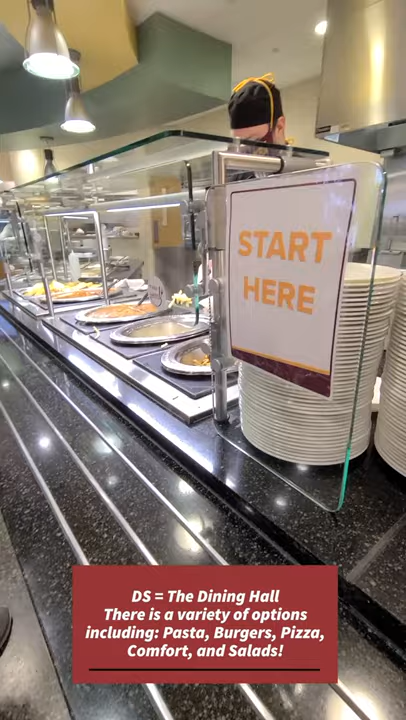 START
HERE
DS = The Dining Hall
There is a variety of options
including: Pasta, Burgers, Pizza,
Comfort, and Salads!